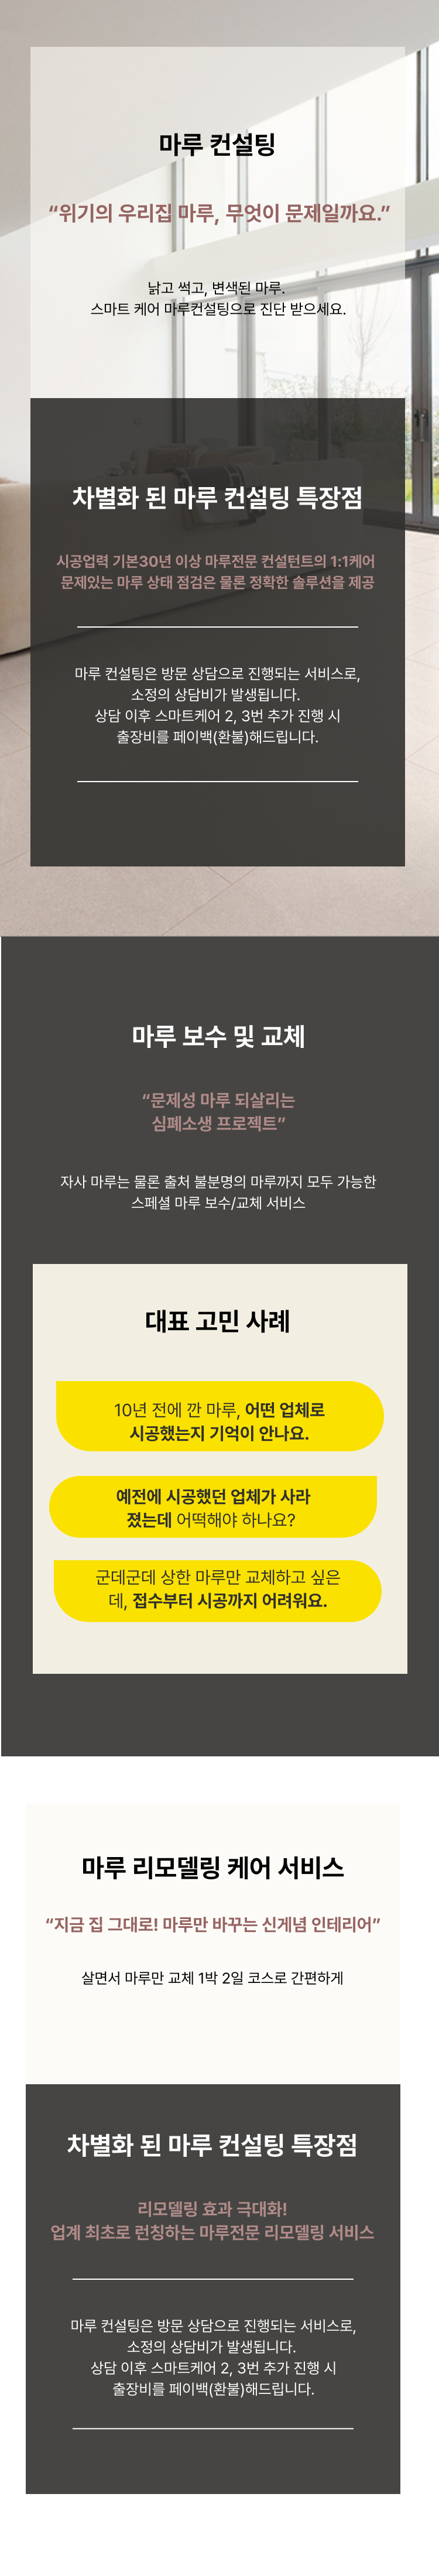 마루 컨설팅
“위기의 우리집 마루, 무엇이 문제일까요.”
낡고 썩고, 변색된 마루.
스마트 케어 마루컨설팅으로 진단 받으세요.
차별화 된 마루 컨설팅 특장점
시공업력 기본30년 이상 마루전문 컨설턴트의 1:1케어
문제있는 마루 상태 점검은 물론 정확한 솔루션을 제공
마루 컨설팅은 방문 상담으로 진행되는 서비스로,
소정의 상담비가 발생됩니다.
상담 이후 스마트케어 2, 3번 추가 진행 시
출장비를 페이백(환불)해드립니다.
마루 보수 및 교체
“문제성 마루 되살리는
심폐소생 프로젝트”
자사 마루는 물론 출처 불분명의 마루까지 모두 가능한
스페셜 마루 보수/교체 서비스
대표 고민 사례
10년 전에 깐 마루, 어떤 업체로
시공했는지 기억이 안나요.
예전에 시공했던 업체가 사라
졌는데 어떡해야 하나요?
군데군데 상한 마루만 교체하고 싶은
데, 접수부터 시공까지 어려워요.
마루 리모델링 케어 서비스
“지금 집 그대로! 마루만 바꾸는 신게념 인테리어”
살면서 마루만 교체 1박 2일 코스로 간편하게
차별화 된 마루 컨설팅 특장점
리모델링 효과 극대화!
업계 최초로 런칭하는 마루전문 리모델링 서비스
마루 컨설팅은 방문 상담으로 진행되는 서비스로,
소정의 상담비가 발생됩니다.
상담 이후 스마트케어 2, 3번 추가 진행 시
출장비를 페이백(환불)해드립니다.